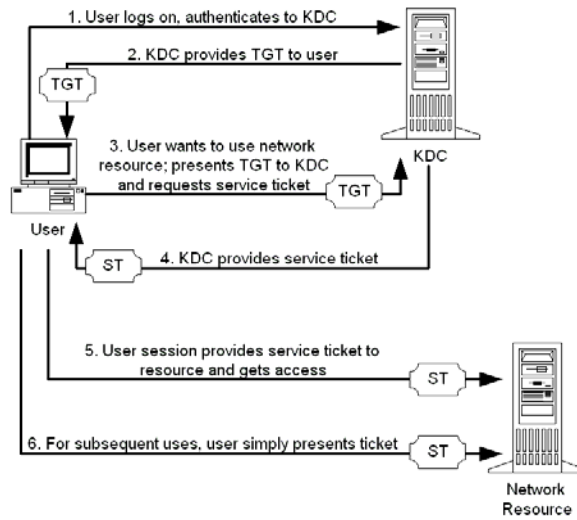 1. User logs on, authenticates to KDC
2. KDC provides TGT to user
TGT
3. User wants to use network
resource; presents TGT to KDC
and requests service ticket
TGT
KDC
User
ST
4. KDC provides service ticket
5. User session provides service ticket to
resource and gets access
ST
6. For subsequent uses, user simply presents ticket
ST
Network
Resource